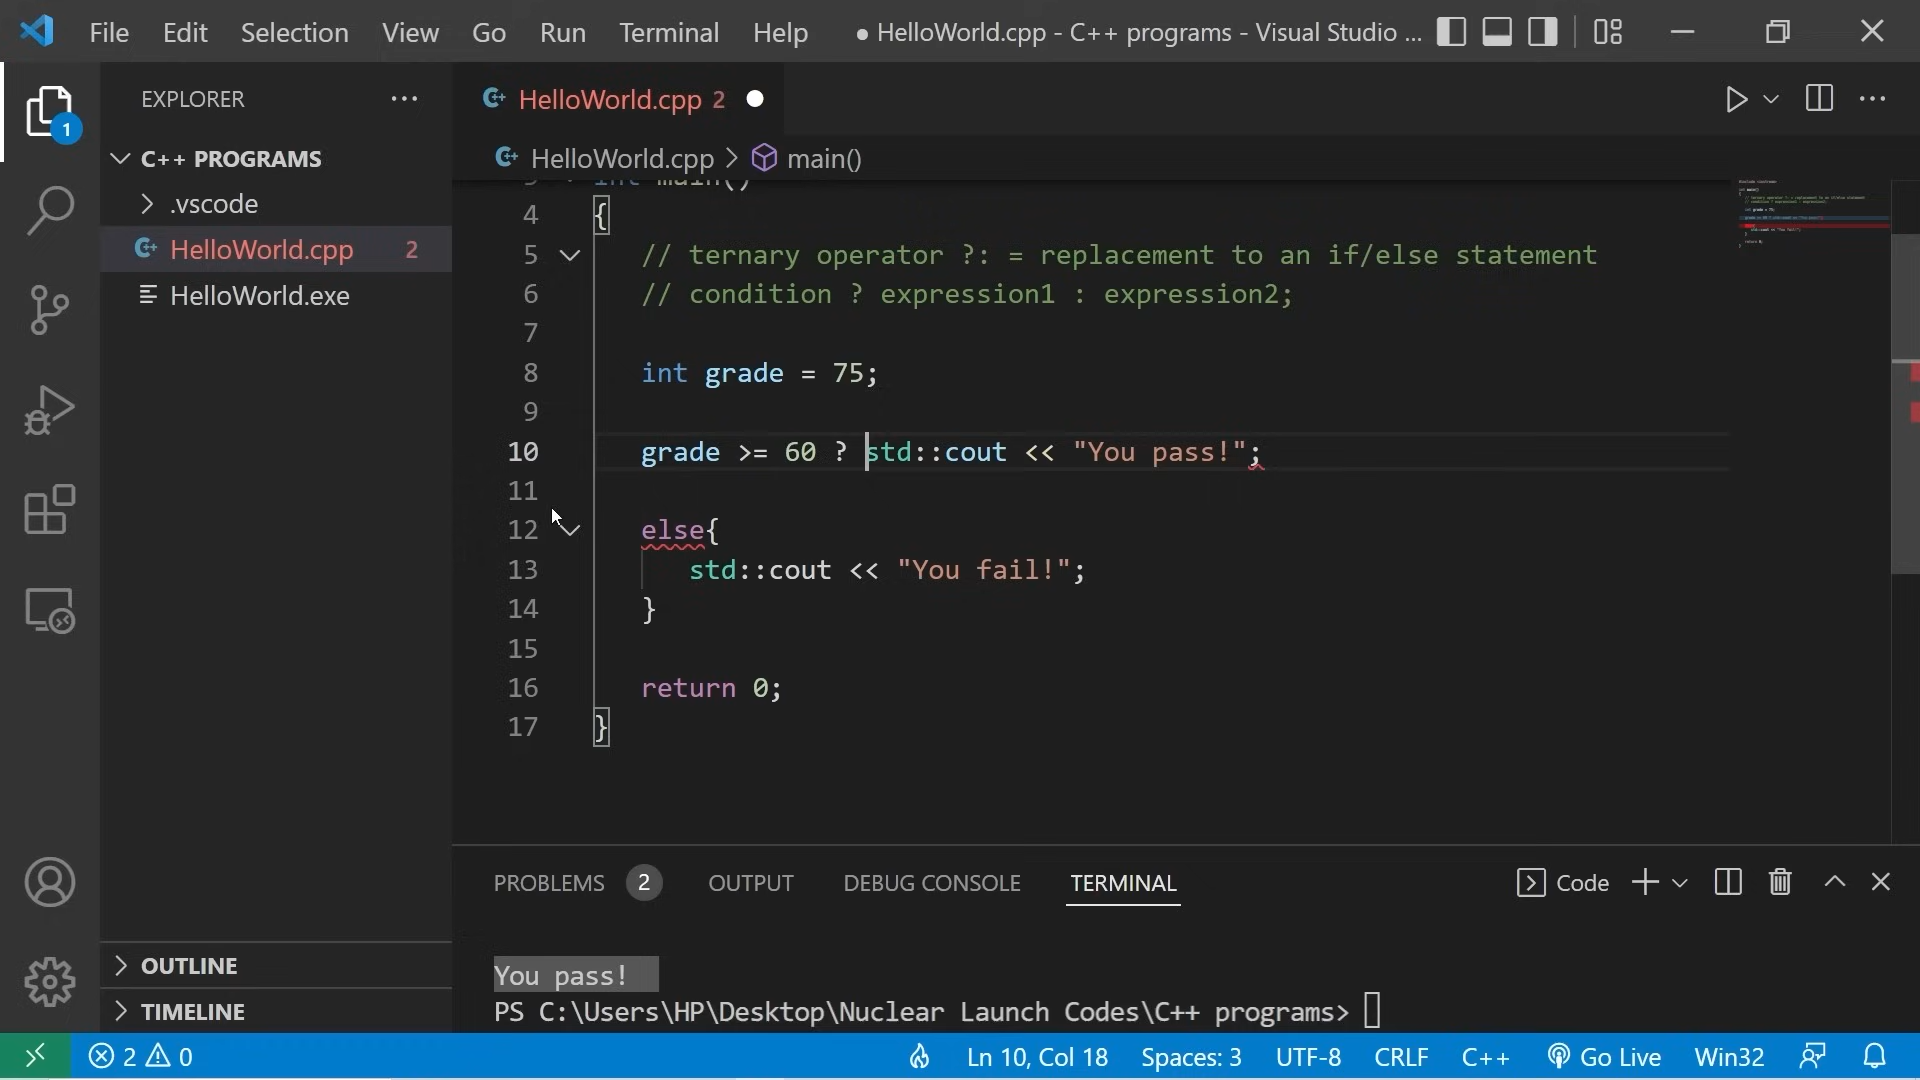 File Edit Selection View Go Run Terminal Help ● HelloWorld.cpp - C++ programs - Visual Studio ...
EXPLORER
C++ PROGRAMS
.vscode
HelloWorld.cpp 2
HelloWorld.exe
OUTLINE
TIMELINE
1
HelloWorld.cpp 2
HelloWorld.cpp > main()
3 int main()
4 {
5 // ternary operator ?: = replacement to an if/else statement
6 // condition ? expression1 : expression2;
7
8 int grade = 75;
9
10 grade >= 60 ? std::cout << "You pass!";
11
12 else{
13 std::cout << "You fail!";
14 }
15
16 return 0;
17 }
PROBLEMS 2 OUTPUT DEBUG CONSOLE TERMINAL Code
You pass!
PS C:\Users\HP\Desktop\Nuclear Launch Codes\C++ programs>
2 0 Ln 10, Col 18 Spaces: 3 UTF-8 CRLF C++ Go Live Win32